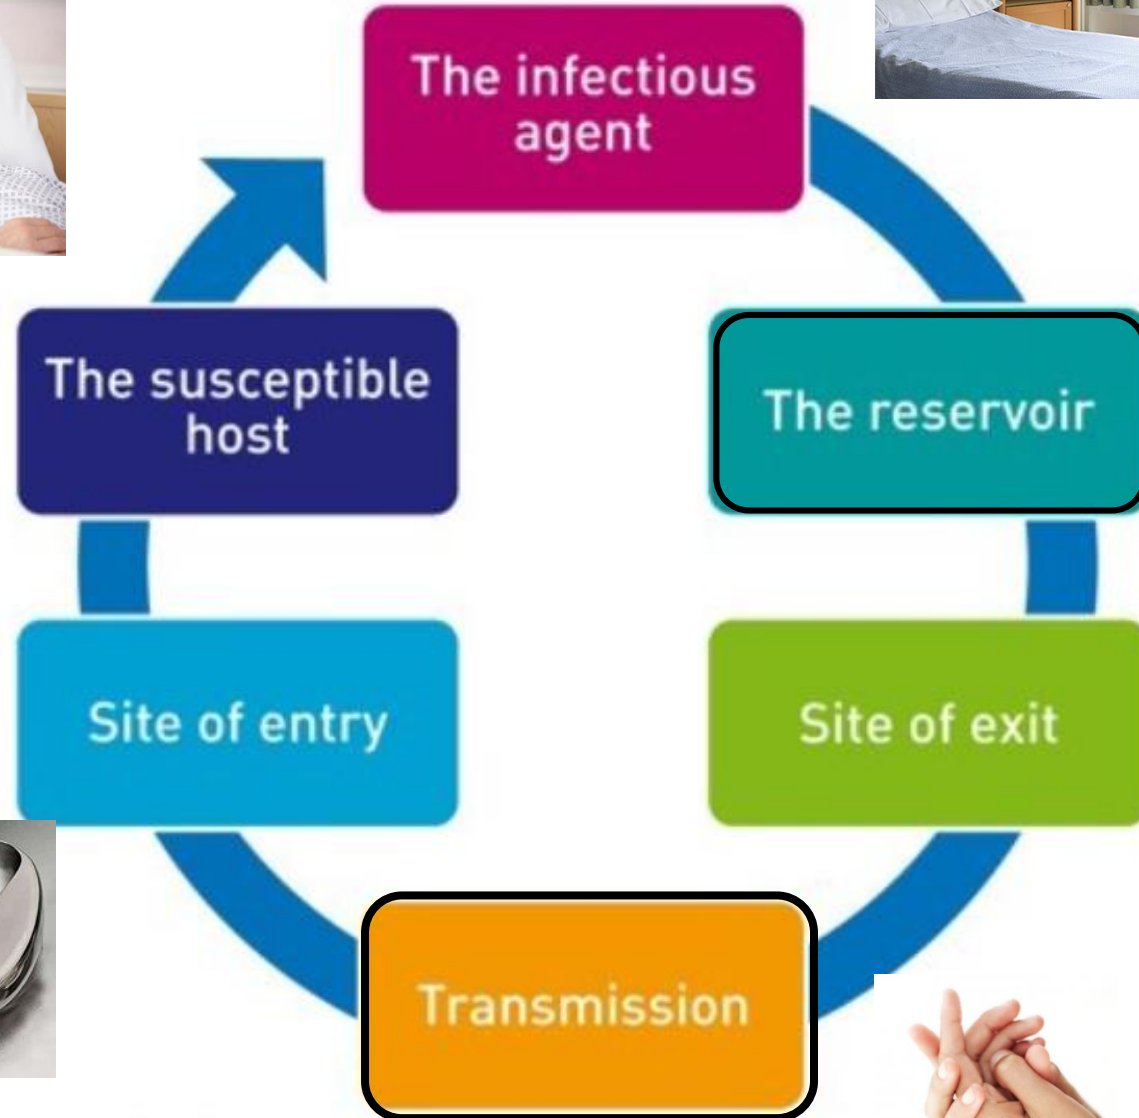 The infectious
agent
The susceptible
host
The reservoir
Site of entry
Site of exit
Transmission